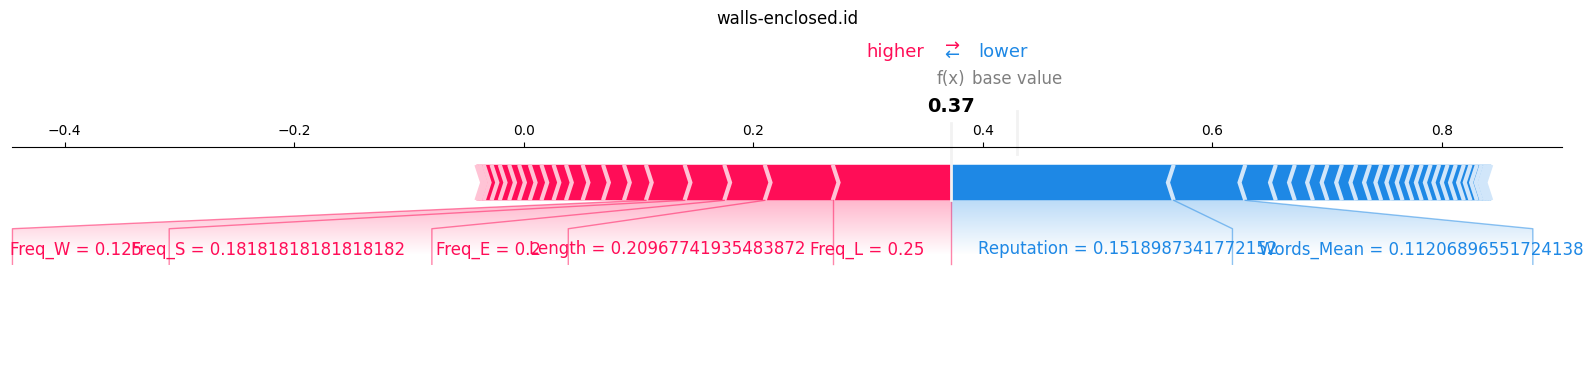 walls-enclosed.id
higher ⇄ lower
f(x) base value
0.37
−0.4 −0.2 0.0 0.2 0.4 0.6 0.8
Freq_W = 0.125 Freq_S = 0.18181818181818182 Freq_E = 0.2 Length = 0.20967741935483872 Freq_L = 0.25 Reputation = 0.1518987341772152 Words_Mean = 0.11206896551724138